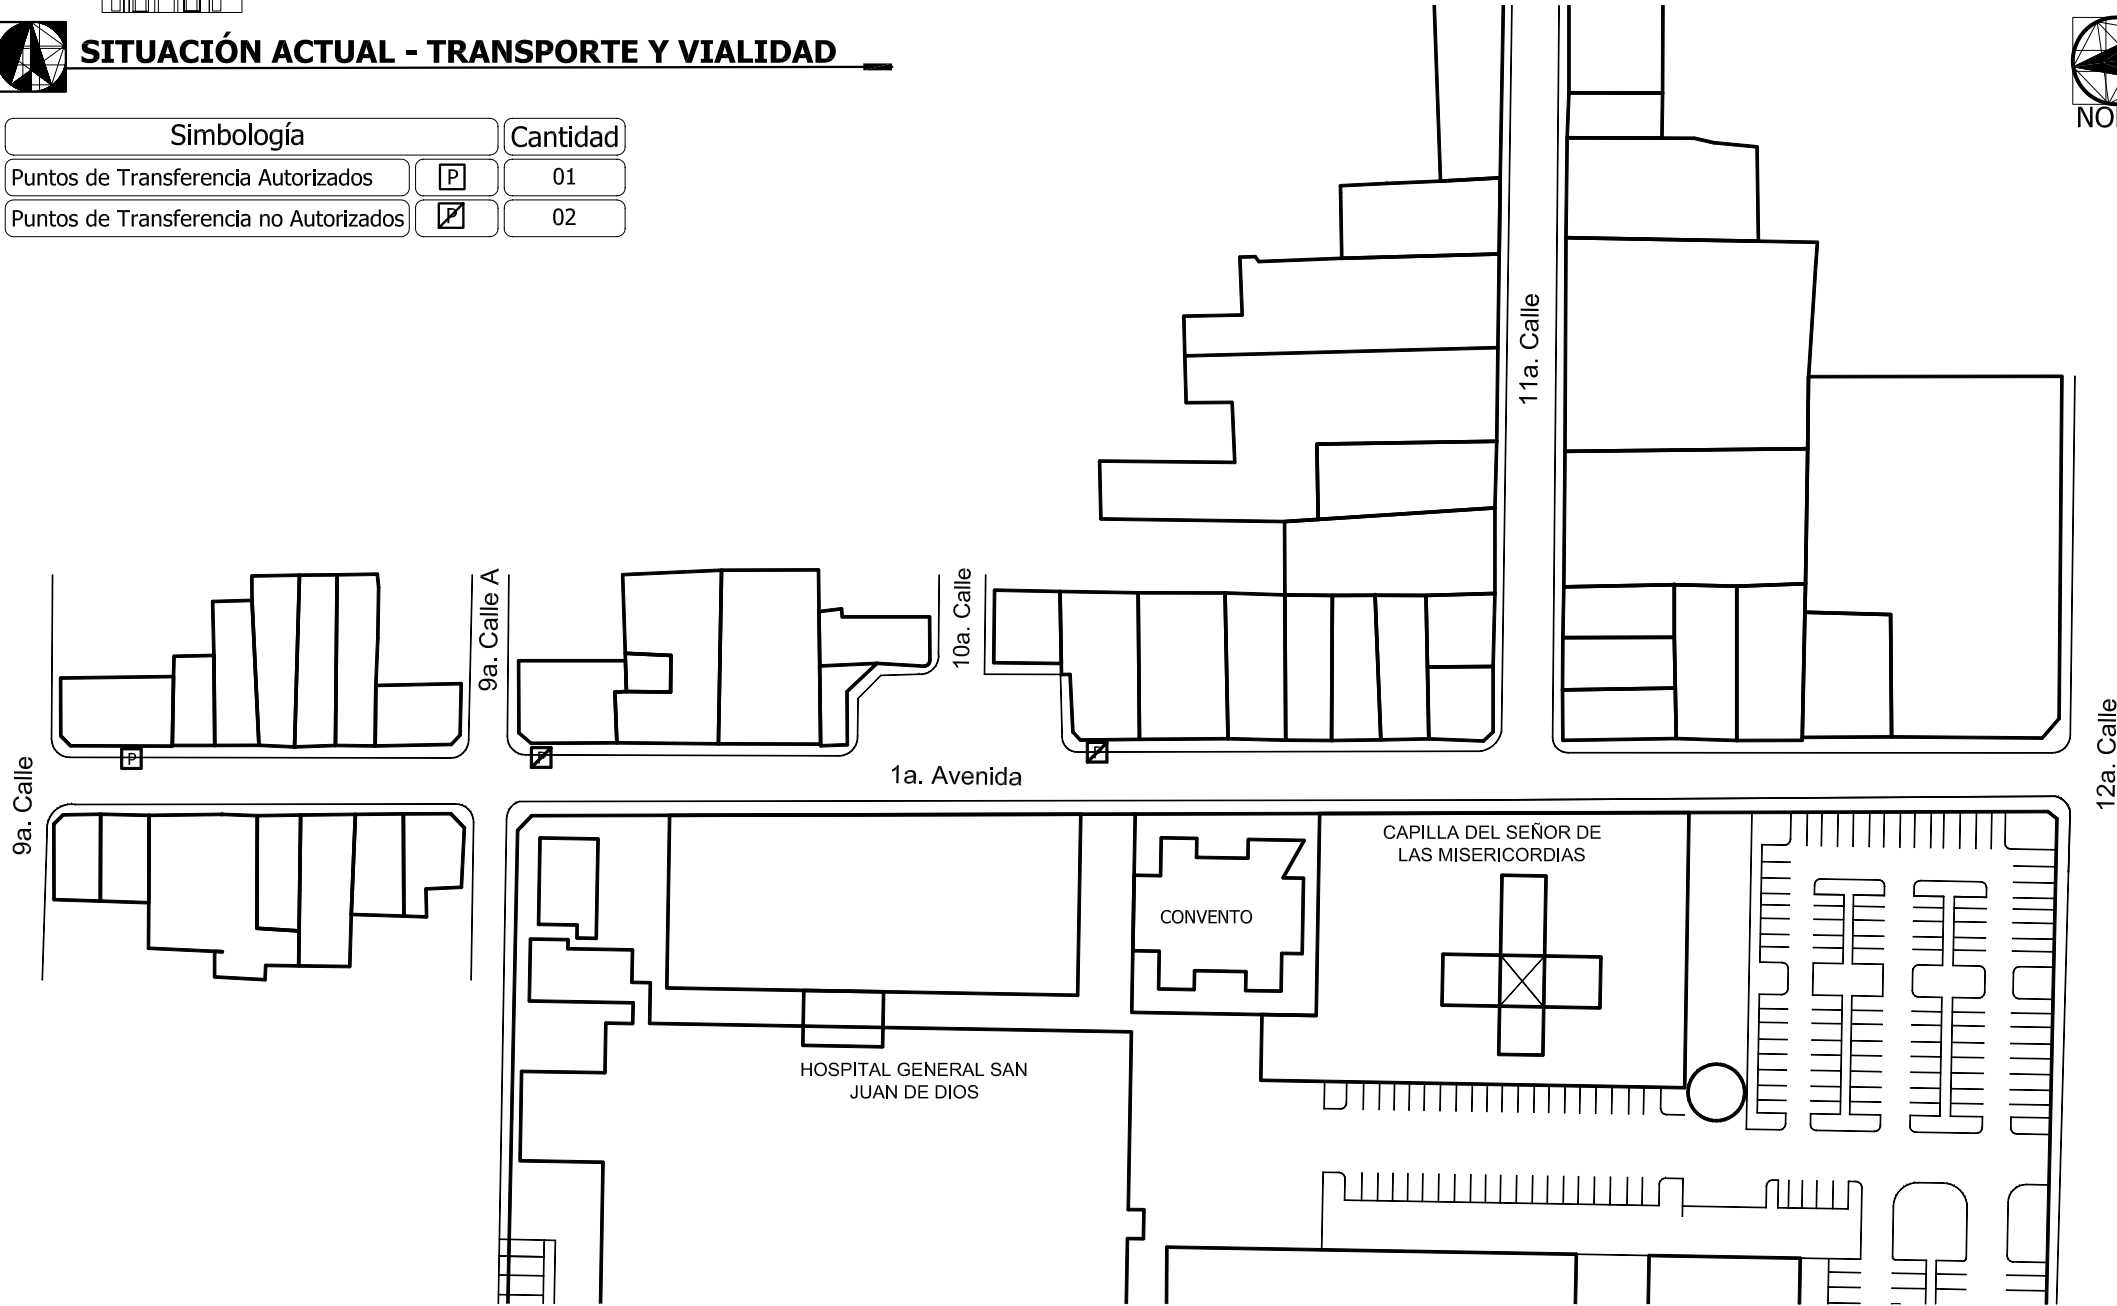 SITUACIÓN ACTUAL - TRANSPORTE Y VIALIDAD
Simbología
Cantidad
Puntos de Transferencia Autorizados
P
01
Puntos de Transferencia no Autorizados
P
02
11a. Calle
9a. Calle A
10a. Calle
12a. Calle
9a. Calle
P
P
P
1a. Avenida
CAPILLA DEL SEÑOR DE
LAS MISERICORDIAS
CONVENTO
HOSPITAL GENERAL SAN
JUAN DE DIOS